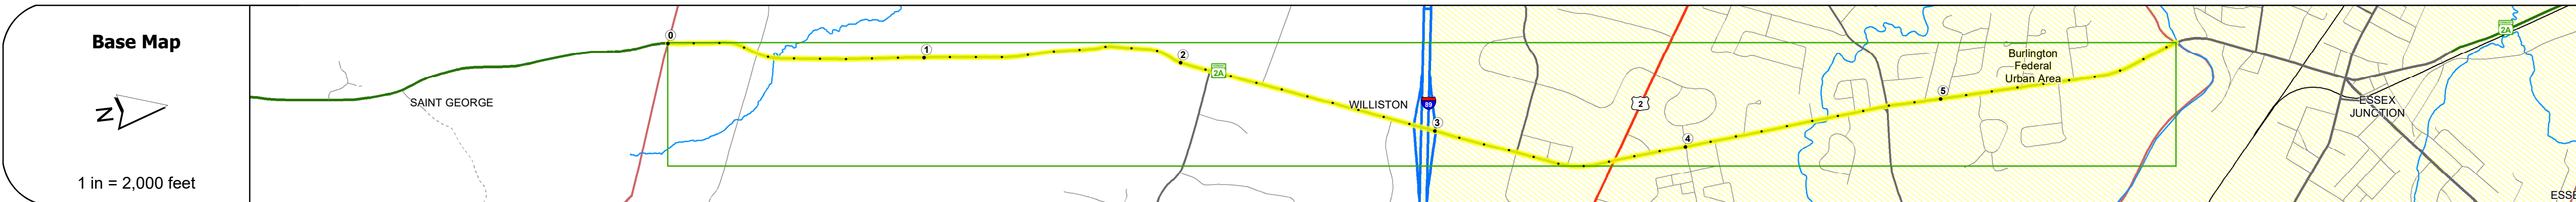 Base Map
N
1 in = 2,000 feet
SAINT GEORGE
0
1
2
2A
WILLISTON
89
3
2
4
5
Burlington
Federal
Urban Area
2A
ESSEX
JUNCTION
ESSE